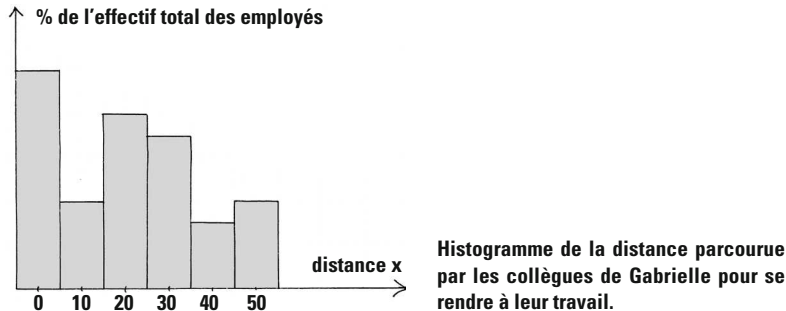 % de l'effectif total des employés
distance x
0 10 20 30 40 50
Histogramme de la distance parcourue
par les collègues de Gabrielle pour se
rendre à leur travail.